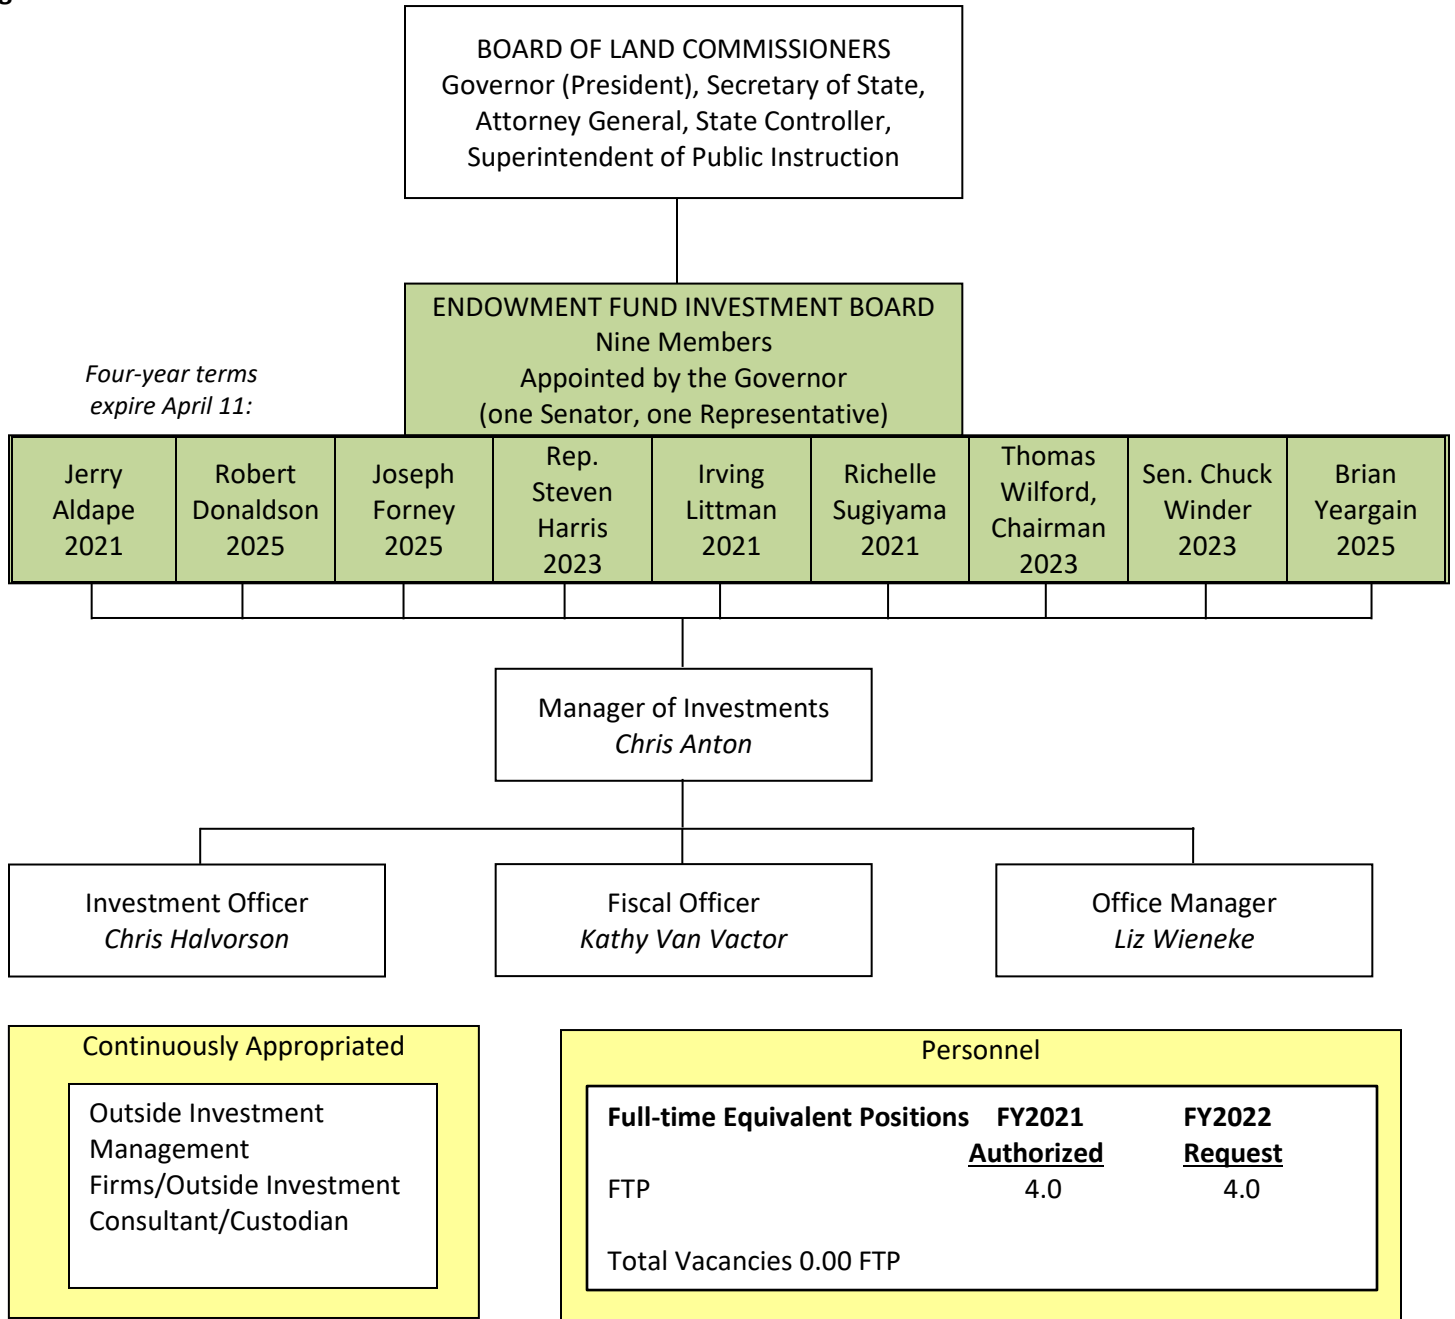 BOARD OF LAND COMMISSIONERS
Governor (President), Secretary of State,
Attorney General, State Controller,
Superintendent of Public Instruction
ENDOWMENT FUND INVESTMENT BOARD
Nine Members
Appointed by the Governor
(one Senator, one Representative)
Four-year terms
expire April 11:
Jerry
Aldape
2021
Robert
Donaldson
2025
Joseph
Forney
2025
Rep.
Steven
Harris
2023
Irving
Littman
2021
Richelle
Sugiyama
2021
Thomas
Wilford,
Chairman
2023
Sen. Chuck
Winder
2023
Brian
Yeargain
2025
Manager of Investments
Chris Anton
Investment Officer
Chris Halvorson
Fiscal Officer
Kathy Van Vactor
Office Manager
Liz Wieneke
Continuously Appropriated
Outside Investment
Management
Firms/Outside Investment
Consultant/Custodian
Personnel
Full-time Equivalent Positions FY2021 FY2022
Authorized Request
FTP 4.0 4.0
Total Vacancies 0.00 FTP